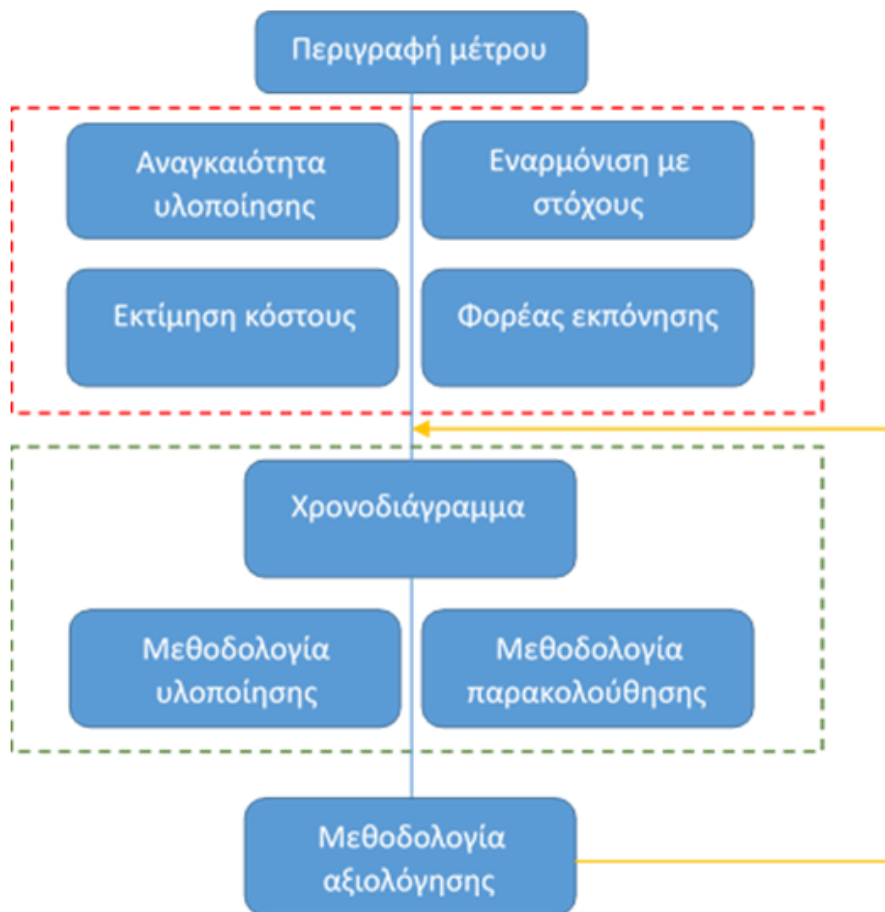 Περιγραφή μέτρου
Αναγκαιότητα
υλοποίησης
Εναρμόνιση με
στόχους
Εκτίμηση κόστους
Φορέας εκπόνησης
Χρονοδιάγραμμα
Μεθοδολογία
υλοποίησης
Μεθοδολογία
παρακολούθησης
Μεθοδολογία
αξιολόγησης